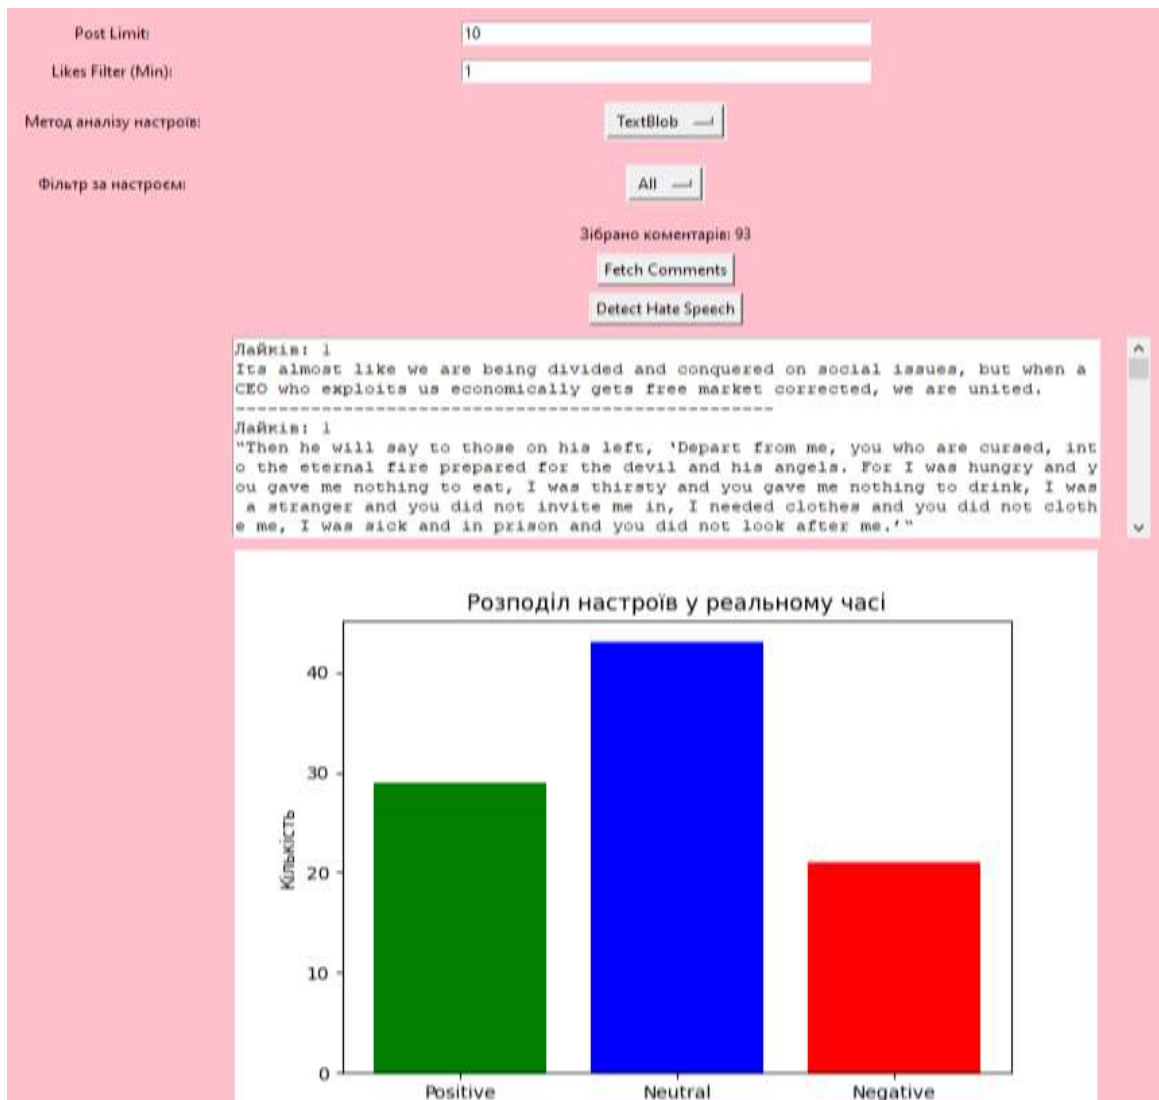 Post Limit:
10
Likes Filter (Min):
1
Метод аналізу настроїв:
TextBlob
Фільтр за настроєм:
All
Зібрано коментарів: 93
Fetch Comments
Detect Hate Speech
Лайків: 1
Its almost like we are being divided and conquered on social issues, but when a
CEO who exploits us economically gets free market corrected, we are united.
--------------------------------------------------
Лайків: 1
"Then he will say to those on his left, 'Depart from me, you who are cursed, int
o the eternal fire prepared for the devil and his angels. For I was hungry and y
ou gave me nothing to eat, I was thirsty and you gave me nothing to drink, I was
a stranger and you did not invite me in, I needed clothes and you did not cloth
e me, I was sick and in prison and you did not look after me.'"
Розподіл настроїв у реальному часі
40
30
20
10
0
Кількість
Positive
Neutral
Negative